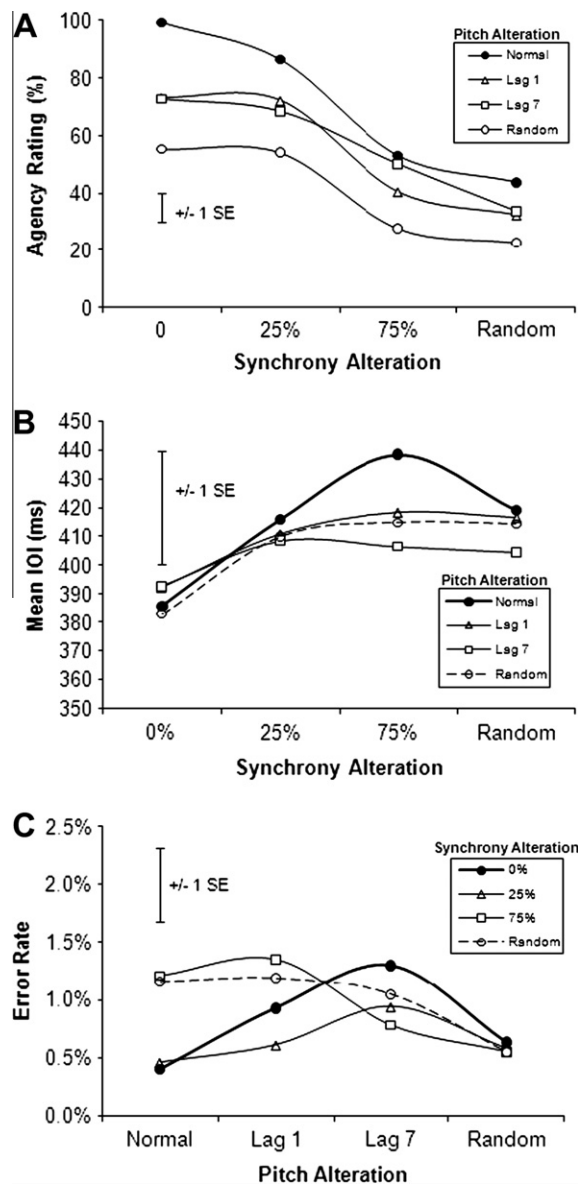 A
Agency Rating (%)
100
80
60
40
20
0
+/- 1 SE
Pitch Alteration
Normal
Lag 1
Lag 7
Random
0 25% 75% Random
Synchrony Alteration
B
Mean IOI (ms)
450
440
430
420
410
400
390
380
370
360
350
+/- 1 SE
Pitch Alteration
Normal
Lag 1
Lag 7
Random
0% 25% 75% Random
Synchrony Alteration
C
Error Rate
2.5%
2.0%
1.5%
1.0%
0.5%
0.0%
+/- 1 SE
Synchrony Alteration
0%
25%
75%
Random
Normal Lag 1 Lag 7 Random
Pitch Alteration